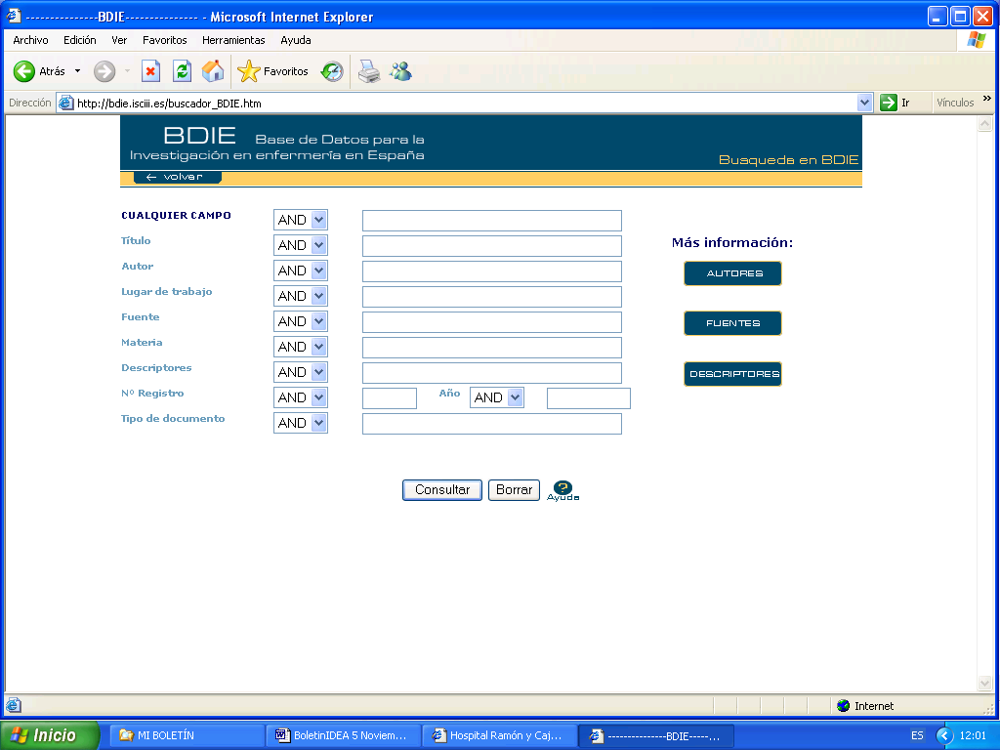 ---------------BDIE--------------- - Microsoft Internet Explorer
Archivo Edición Ver Favoritos Herramientas Ayuda
Atrás Favoritos
Dirección http://bdie.isciii.es/buscador_BDIE.htm Ir Vínculos »
BDIE Base de Datos para la
Investigación en enfermería en España
Busqueda en BDIE
← volver
CUALQUIER CAMPO AND
Título AND
Más información:
Autor AND
AUTORES
Lugar de trabajo AND
Fuente AND
FUENTES
Materia AND
Descriptores AND
DESCRIPTORES
Nº Registro AND Año AND
Tipo de documento AND
Consultar Borrar ?
Ayuda
Internet
Inicio MI BOLETÍN BoletinIDEA 5 Noviem... Hospital Ramón y Caj... ---------------BDIE-----... ES 12:01